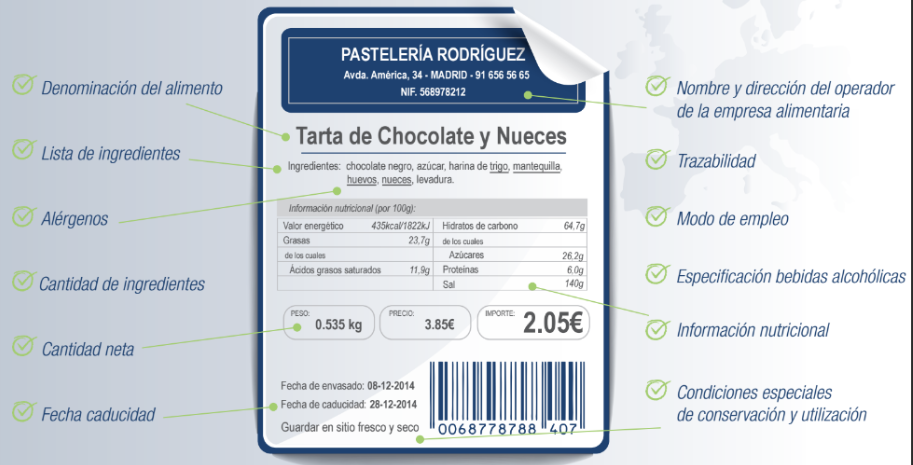 PASTELERÍA RODRÍGUEZ
Avda. América, 34 - MADRID - 91 656 56 65
NIF. 568978212
Denominación del alimento
Lista de ingredientes
Alérgenos
Cantidad de ingredientes
Cantidad neta
Fecha caducidad
Tarta de Chocolate y Nueces
Ingredientes: chocolate negro, azúcar, harina de trigo, mantequilla,
huevos, nueces, levadura.
Información nutricional (por 100g):
Valor energético 435kcal/1822kJ
Grasas 23,7g
de los cuales
Ácidos grasos saturados 11,9g
Hidratos de carbono 64,7g
de los cuales
Azúcares 26,2g
Proteínas 6,0g
Sal 140g
PESO: 0.535 kg
PRECIO: 3.85€
IMPORTE: 2.05€
Fecha de envasado: 08-12-2014
Fecha de caducidad: 28-12-2014
Guardar en sitio fresco y seco
0068778788 407
Nombre y dirección del operador
de la empresa alimentaria
Trazabilidad
Modo de empleo
Especificación bebidas alcohólicas
Información nutricional
Condiciones especiales
de conservación y utilización